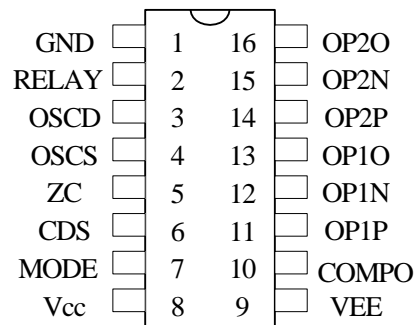 GND 1 16 OP2O
RELAY 2 15 OP2N
OSCD 3 14 OP2P
OSCS 4 13 OP1O
ZC 5 12 OP1N
CDS 6 11 OP1P
MODE 7 10 COMPO
Vcc 8 9 VEE